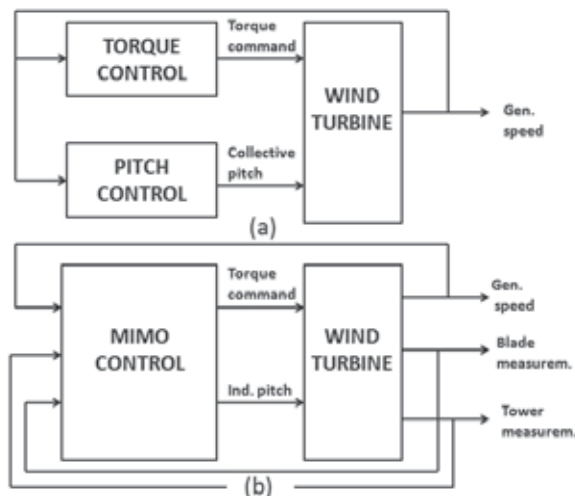 Torque
command
TORQUE
CONTROL
WIND
TURBINE
Gen.
speed
PITCH
CONTROL
Collective
pitch
(a)
MIMO
CONTROL
Torque
command
Ind. pitch
WIND
TURBINE
Gen.
speed
Blade
measurem.
Tower
measurem.
(b)